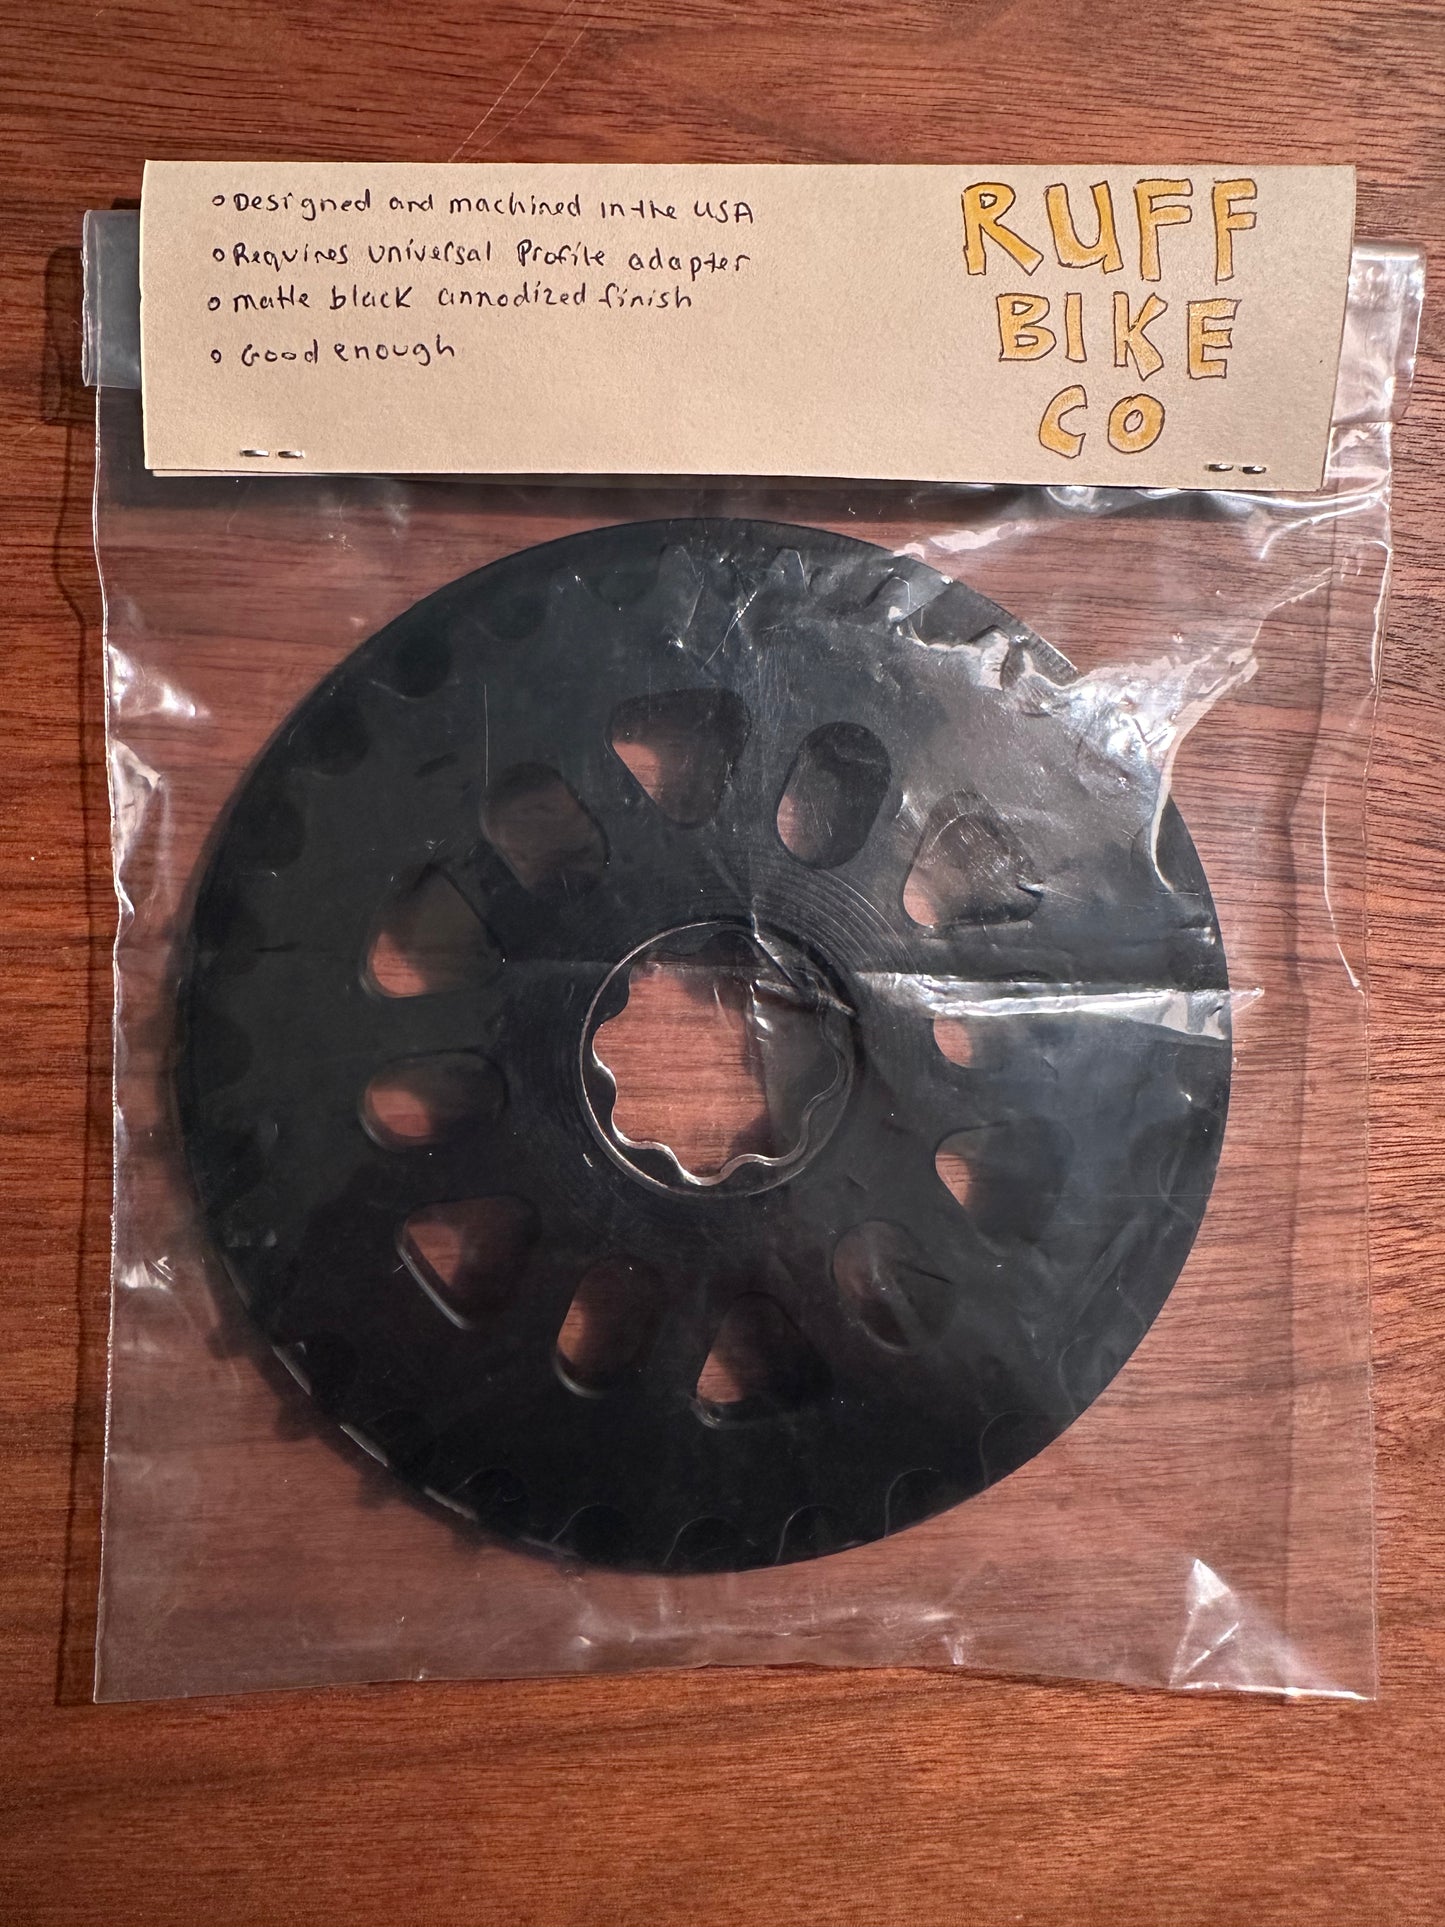 Designed and machined in the USA
Requires universal Profile adapter
matte black annodized finish
Good enough
RUFF
BIKE
CO